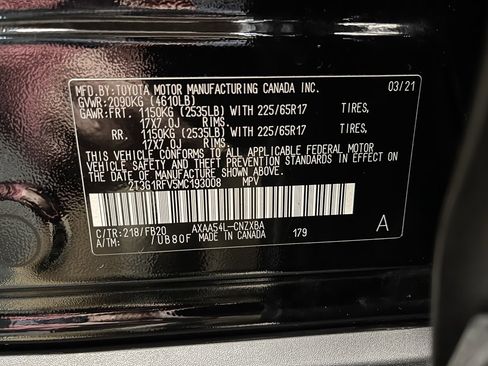 MFD.BY:TOYOTA MOTOR MANUFACTURING CANADA INC. 03/21
GVWR:2090KG (4610LB)
GAWR:FRT. 1150KG (2535LB) WITH 225/65R17 TIRES,
17X7.0J RIMS.
RR. 1150KG (2535LB) WITH 225/65R17 TIRES,
17X7.0J RIMS.
THIS VEHICLE CONFORMS TO ALL APPLICABLE FEDERAL MOTOR
VEHICLE SAFETY STANDARDS IN EFFECT ON THE DATE OF
MANUFACTURE SHOWN ABOVE.
2T3G1RFV5MC193008 MPV
C/TR:218/FB20 AXAA54L-CNZXBA
A/TM: /UB80F MADE IN CANADA 179 A